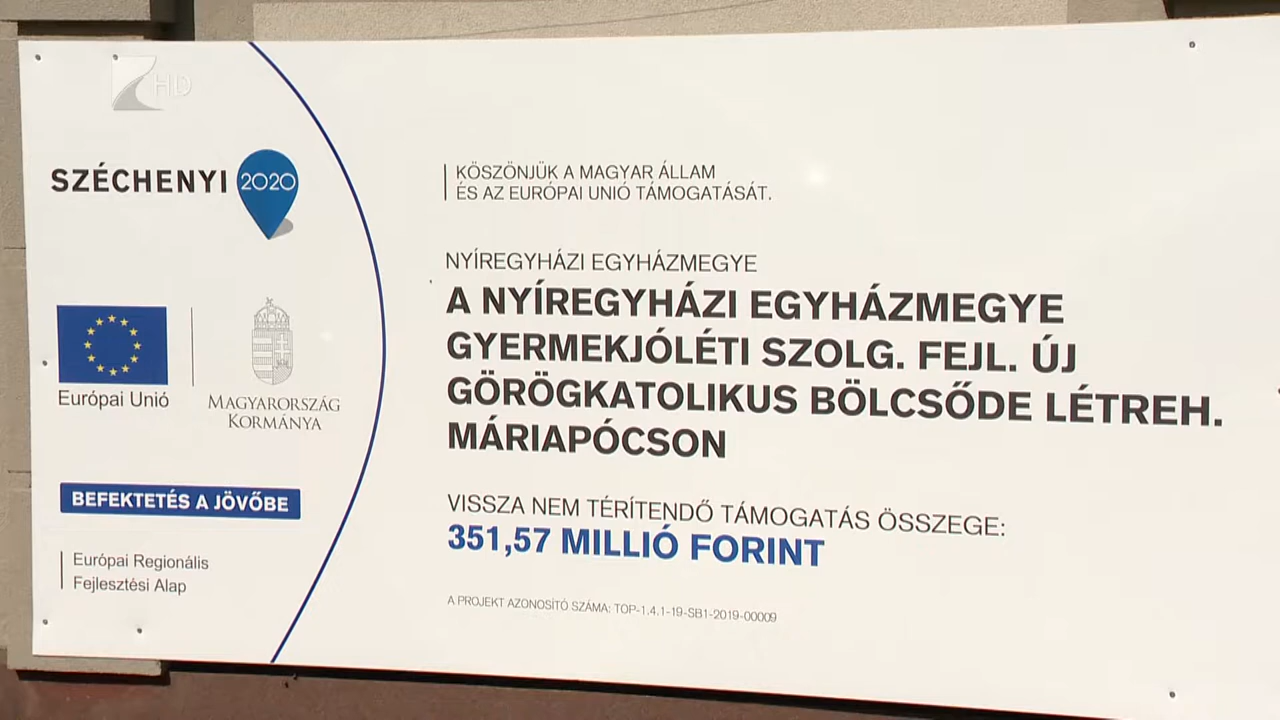 HD
SZÉCHENYI 2020
KÖSZÖNJÜK A MAGYAR ÁLLAM
ÉS AZ EURÓPAI UNIÓ TÁMOGATÁSÁT.
NYÍREGYHÁZI EGYHÁZMEGYE
A NYÍREGYHÁZI EGYHÁZMEGYE
GYERMEKJÓLÉTI SZOLG. FEJL. ÚJ
GÖRÖGKATOLIKUS BÖLCSŐDE LÉTREH.
MÁRIAPÓCSON
Európai Unió
MAGYARORSZÁG
KORMÁNYA
BEFEKTETÉS A JÖVŐBE
VISSZA NEM TÉRÍTENDŐ TÁMOGATÁS ÖSSZEGE:
351,57 MILLIÓ FORINT
Európai Regionális
Fejlesztési Alap
A PROJEKT AZONOSÍTÓ SZÁMA: TOP-1.4.1-19-SB1-2019-00009